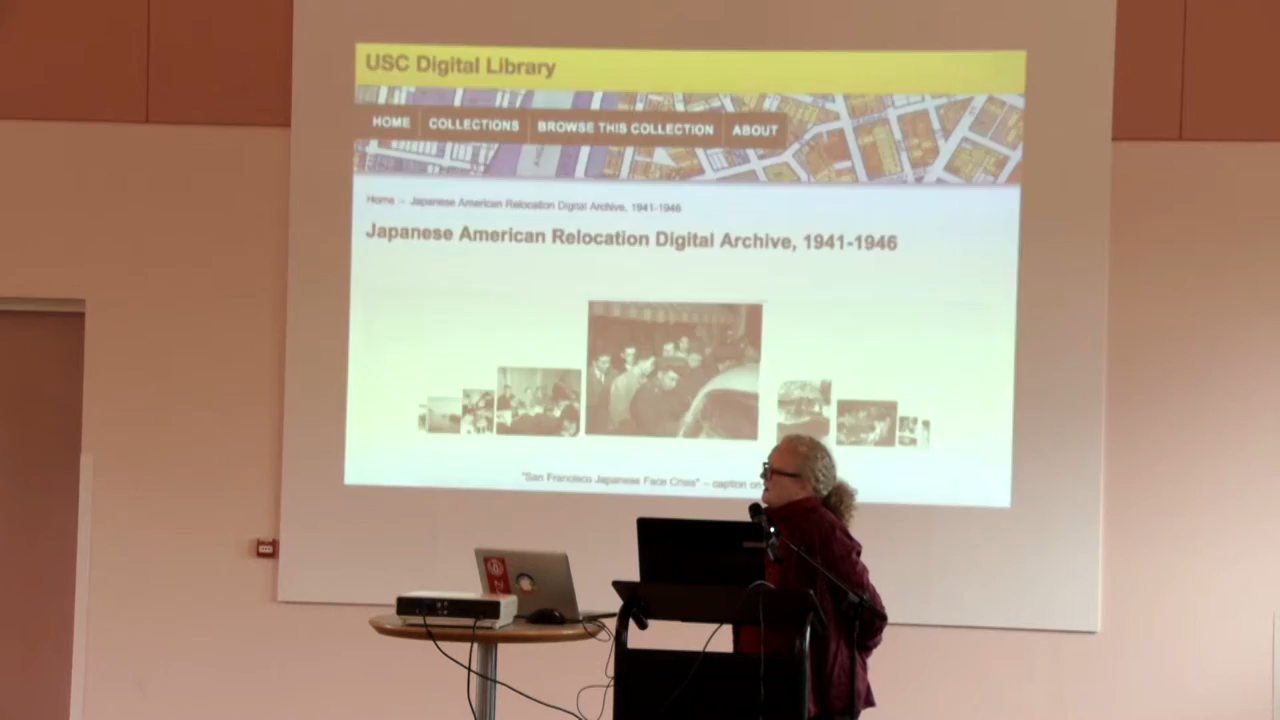 USC Digital Library
HOME COLLECTIONS BROWSE THIS COLLECTION ABOUT
Home » Japanese American Relocation Digital Archive, 1941-1946
Japanese American Relocation Digital Archive, 1941-1946
"San Francisco Japanese Face Crisis" -- caption on